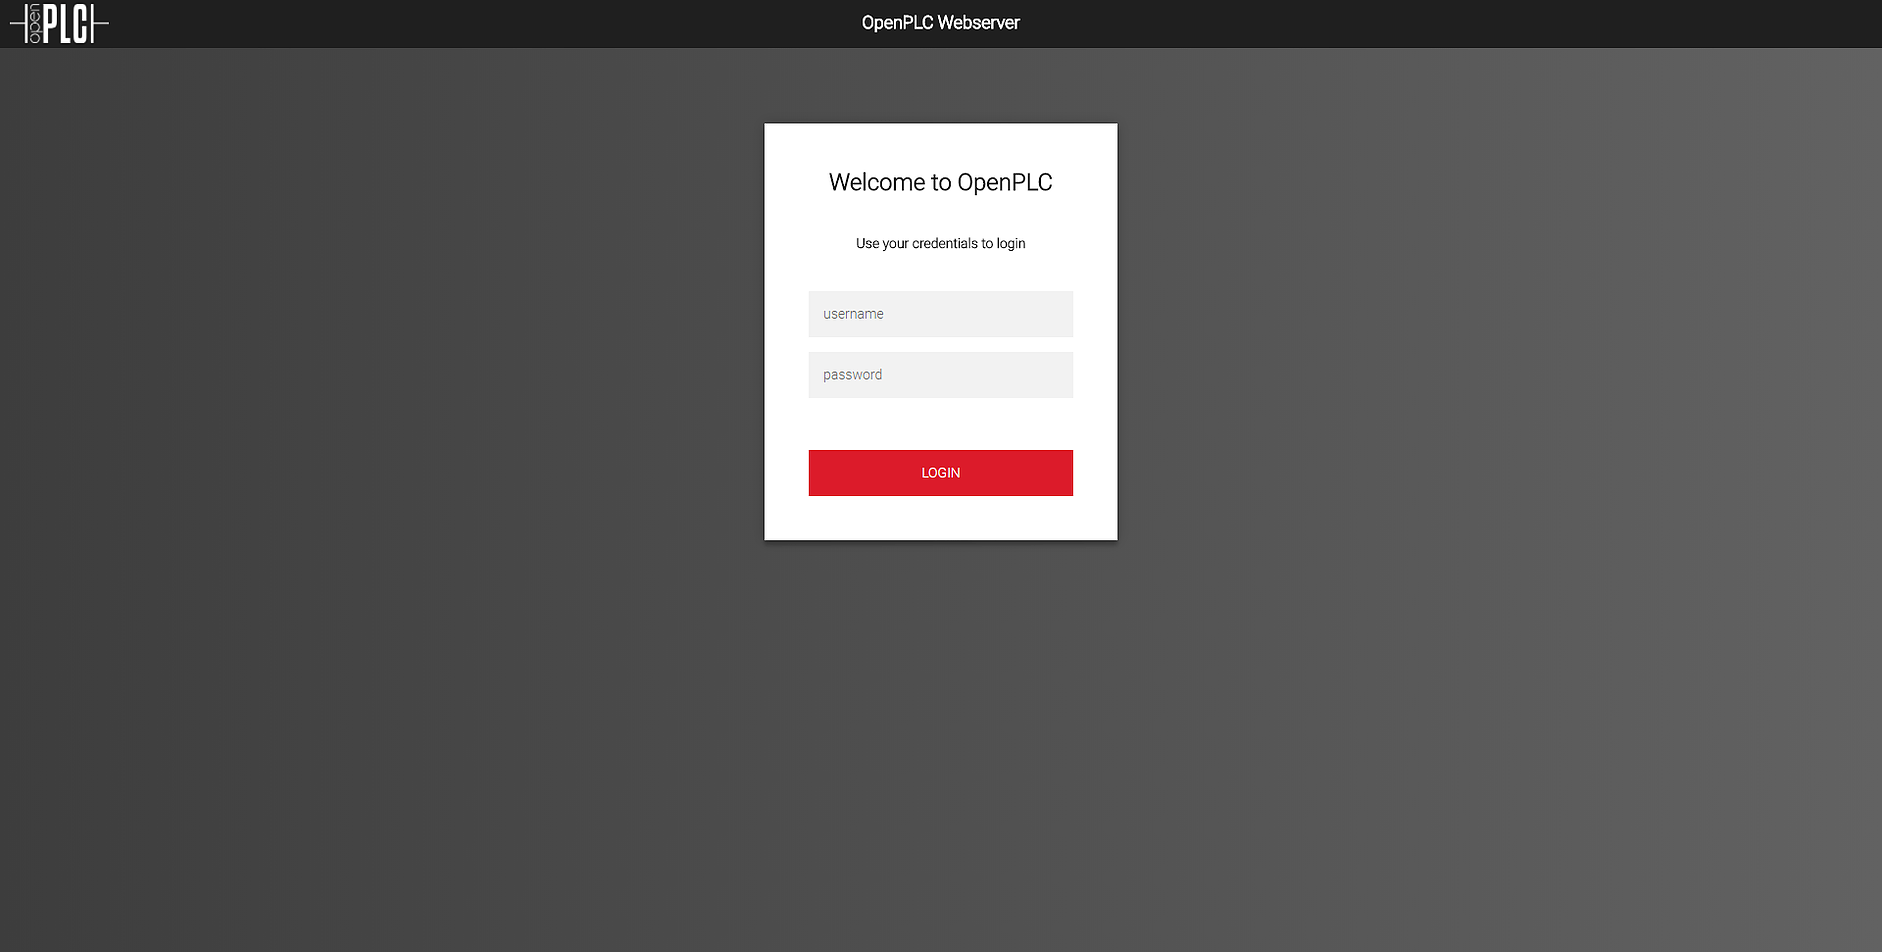 open PLC
OpenPLC Webserver
Welcome to OpenPLC
Use your credentials to login
username
password
LOGIN